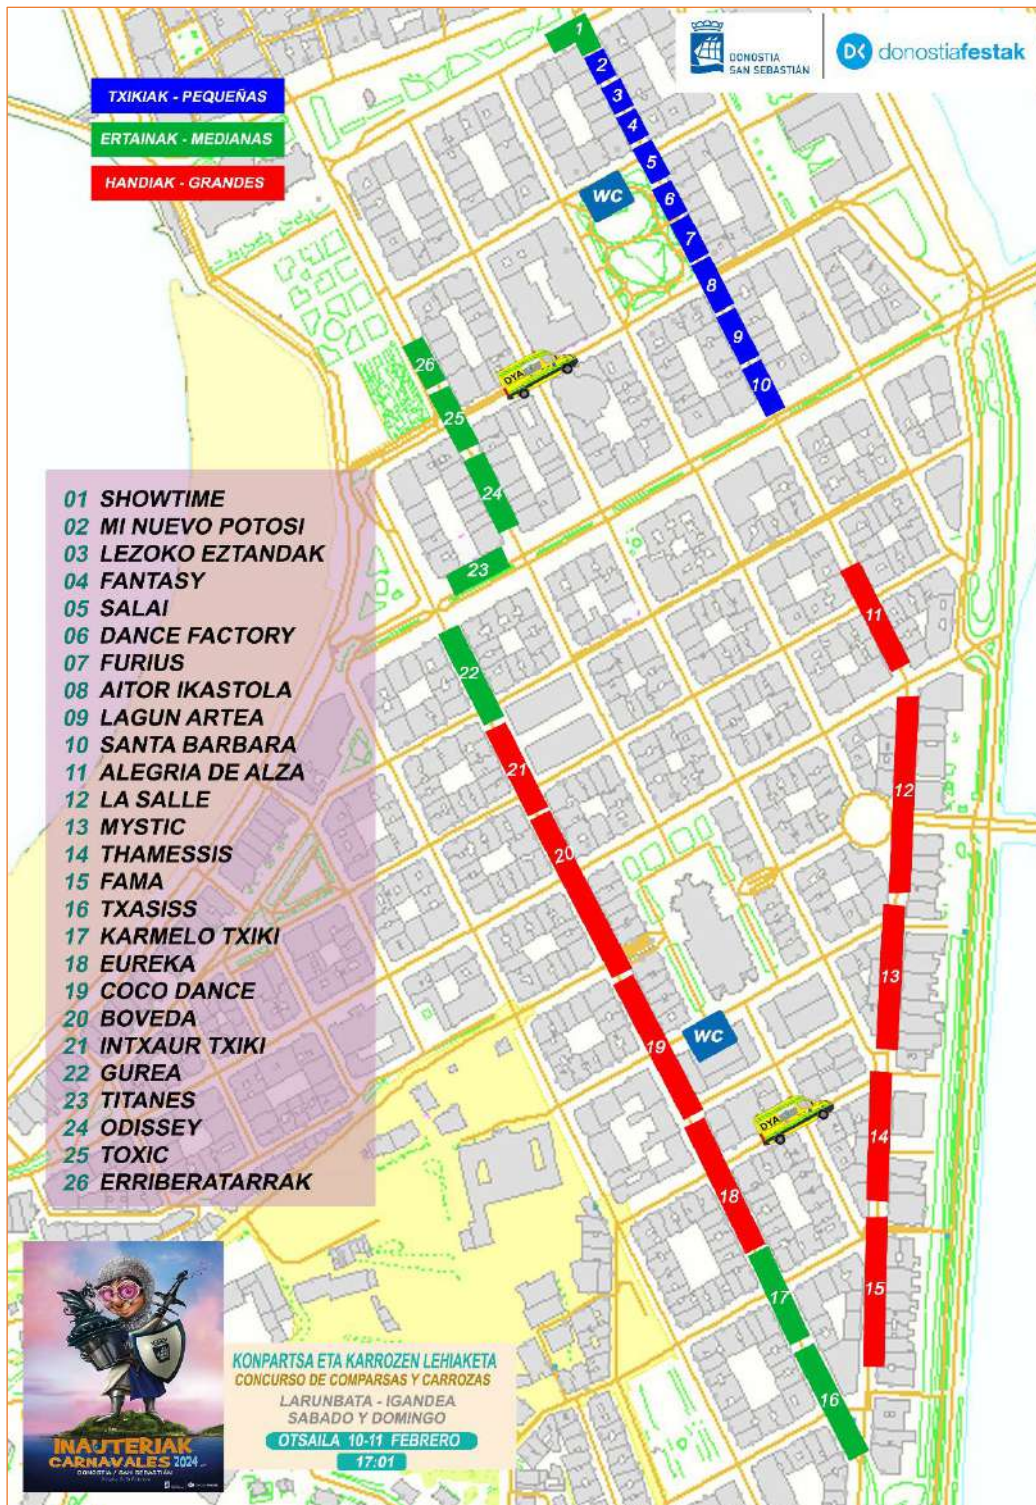 1
DONOSTIA
SAN SEBASTIÁN
DK donostiafestak
TXIKIAK - PEQUEÑAS
ERTAINAK - MEDIANAS
HANDIAK - GRANDES
2
3
4
5
WC
6
7
8
9
10
26
DYA
25
24
23
11
22
21
12
20
13
19
WC
DYA
14
18
15
17
16
01 SHOWTIME
02 MI NUEVO POTOSI
03 LEZOKO EZTANDAK
04 FANTASY
05 SALAI
06 DANCE FACTORY
07 FURIUS
08 AITOR IKASTOLA
09 LAGUN ARTEA
10 SANTA BARBARA
11 ALEGRIA DE ALZA
12 LA SALLE
13 MYSTIC
14 THAMESSIS
15 FAMA
16 TXASISS
17 KARMELO TXIKI
18 EUREKA
19 COCO DANCE
20 BOVEDA
21 INTXAUR TXIKI
22 GUREA
23 TITANES
24 ODISSEY
25 TOXIC
26 ERRIBERATARRAK
INAUTERIAK
CARNAVALES 2024
DONOSTIA / SAN SEBASTIÁN
KONPARTSA ETA KARROZEN LEHIAKETA
CONCURSO DE COMPARSAS Y CARROZAS
LARUNBATA - IGANDEA
SABADO Y DOMINGO
OTSAILA 10-11 FEBRERO
17:01